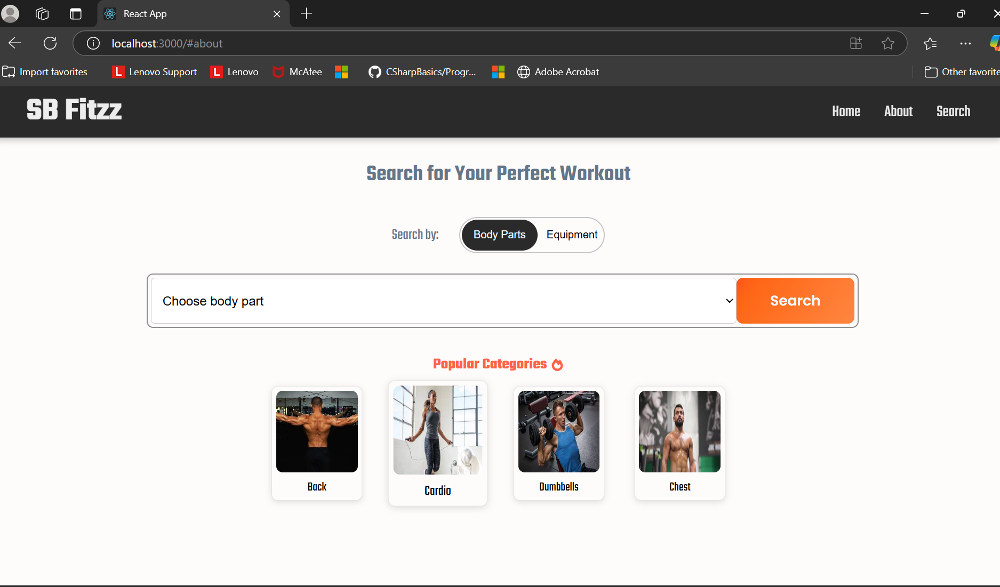 React App
localhost:3000/#about
Import favorites
Lenovo Support
Lenovo
McAfee
CSharpBasics/Progr...
Adobe Acrobat
Other favorite
SB Fitzz
Home
About
Search
Search for Your Perfect Workout
Search by:
Body Parts
Equipment
Choose body part
Search
Popular Categories
Back
Cardio
Dumbbells
Chest